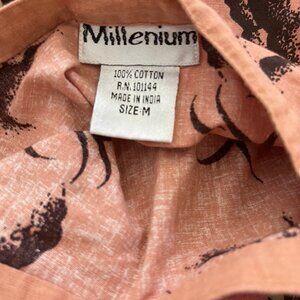 Millenium
100% COTTON
R.N. 101144
MADE IN INDIA
SIZE: M